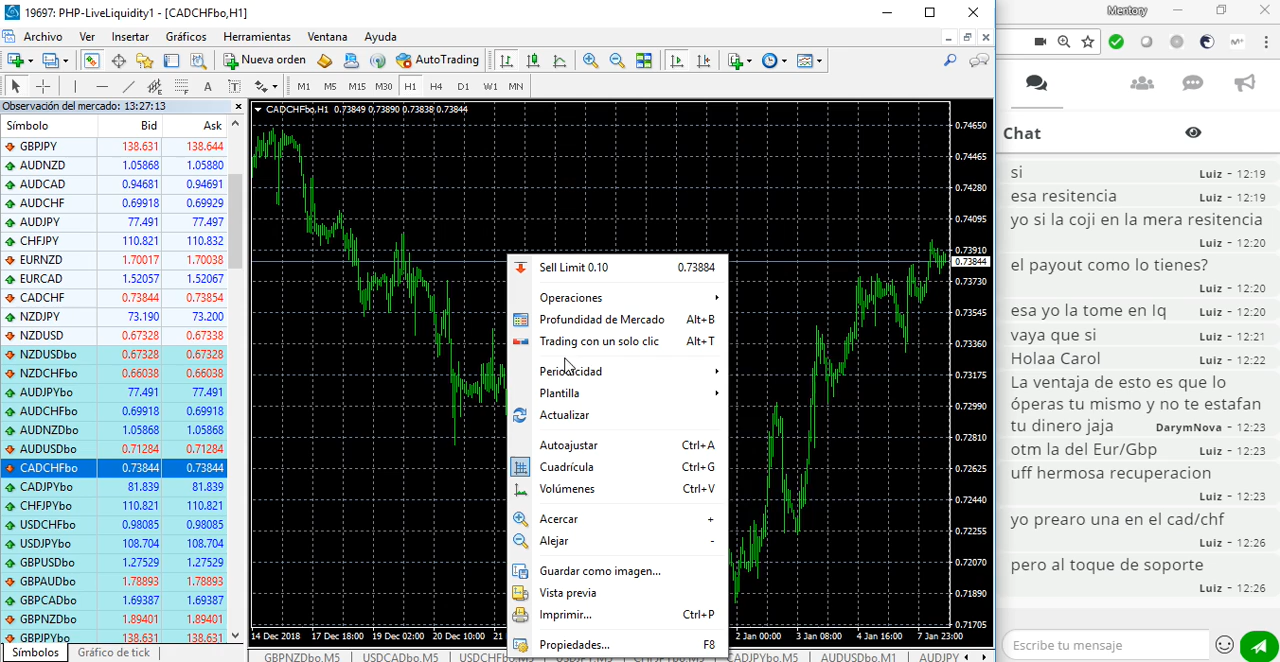 19697: PHP-LiveLiquidity1 - [CADCHFbo,H1]
Mentory
Archivo Ver Insertar Gráficos Herramientas Ventana Ayuda
Nueva orden AutoTrading
A T M1 M5 M15 M30 H1 H4 D1 W1 MN
Observación del mercado: 13:27:13
Símbolo Bid Ask
GBPJPY 138.631 138.644
AUDNZD 1.05868 1.05880
AUDCAD 0.94681 0.94691
AUDCHF 0.69918 0.69929
AUDJPY 77.491 77.497
CHFJPY 110.821 110.832
EURNZD 1.70017 1.70038
EURCAD 1.52057 1.52067
CADCHF 0.73844 0.73854
NZDJPY 73.190 73.200
NZDUSD 0.67328 0.67338
NZDUSDbo 0.67328 0.67328
NZDCHFbo 0.66038 0.66038
AUDJPYbo 77.491 77.491
AUDCHFbo 0.69918 0.69918
AUDNZDbo 1.05868 1.05868
AUDUSDbo 0.71284 0.71284
CADCHFbo 0.73844 0.73844
CADJPYbo 81.839 81.839
CHFJPYbo 110.821 110.821
USDCHFbo 0.98085 0.98085
USDJPYbo 108.704 108.704
GBPUSDbo 1.27529 1.27529
GBPAUDbo 1.78893 1.78893
GBPCADbo 1.69387 1.69387
GBPNZDbo 1.89401 1.89401
GBPJPYbo 138.631 138.631
Símbolos Gráfico de tick
CADCHFbo,H1 0.73849 0.73890 0.73838 0.73844
0.74650
0.74465
0.74280
0.74095
0.73910
0.73844
0.73730
0.73545
0.73360
0.73175
0.72990
0.72810
0.72625
0.72440
0.72255
0.72070
0.71890
0.71705
Sell Limit 0.10 0.73884
Operaciones
Profundidad de Mercado Alt+B
Trading con un solo clic Alt+T
Periodicidad
Plantilla
Actualizar
Autoajustar Ctrl+A
Cuadrícula Ctrl+G
Volúmenes Ctrl+V
Acercar +
Alejar -
Guardar como imagen...
Vista previa
Imprimir... Ctrl+P
Propiedades... F8
14 Dec 2018 17 Dec 18:00 19 Dec 02:00 20 Dec 10:00 21 2 Jan 00:00 3 Jan 08:00 4 Jan 16:00 7 Jan 23:00
GBPNZDbo,M5 USDCADbo,M5 CADJPYbo,M5 AUDUSDbo,M1 AUDJPY
Chat
si Luiz - 12:19
esa resitencia Luiz - 12:19
yo si la coji en la mera resitencia
Luiz - 12:20
el payout como lo tienes?
Luiz - 12:20
esa yo la tome en Iq Luiz - 12:20
vaya que si Luiz - 12:21
Holaa Carol Luiz - 12:22
La ventaja de esto es que lo
óperas tu mismo y no te estafan
tu dinero jaja DarymNova - 12:23
otm la del Eur/Gbp Luiz - 12:23
uff hermosa recuperacion
Luiz - 12:23
yo prearo una en el cad/chf
Luiz - 12:26
pero al toque de soporte
Luiz - 12:26
Escribe tu mensaje